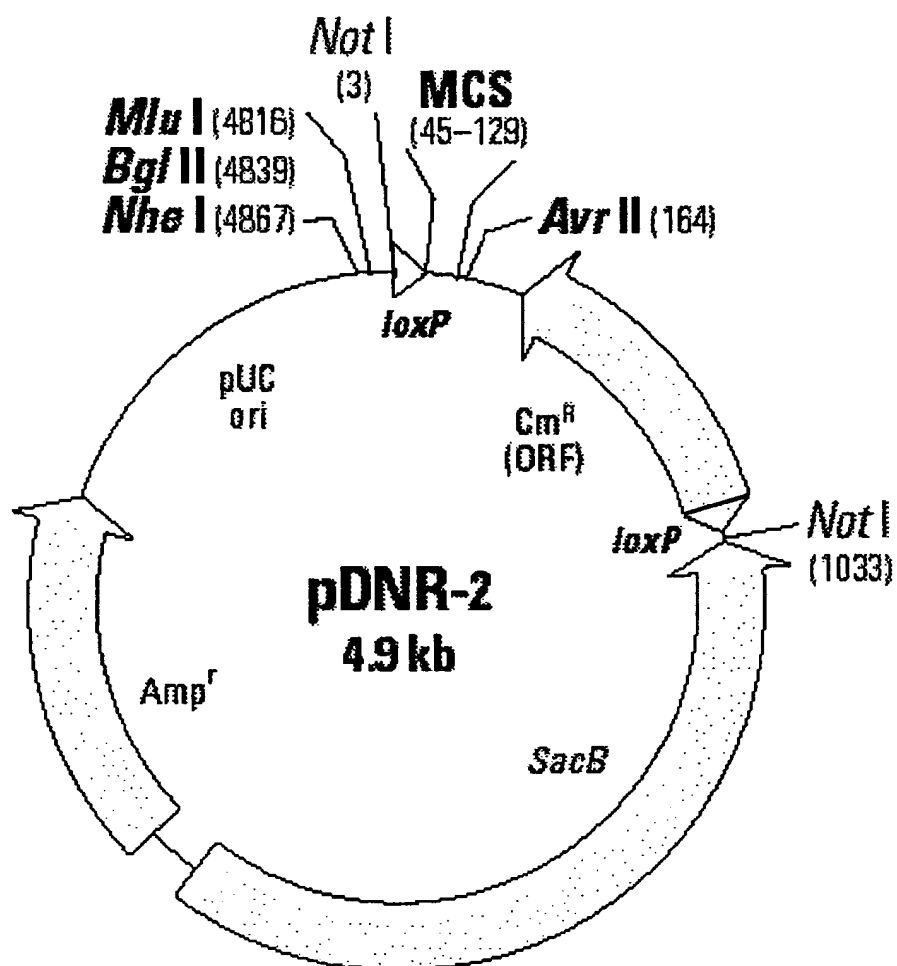 Not I
(3)
MCS
(45–129)
Mlu I (4816)
Bgl II (4839)
Nhe I (4867)
Avr II (164)
loxP
pUC
ori
CmR
(ORF)
loxP
Not I
(1033)
pDNR-2
4.9 kb
Ampr
SacB